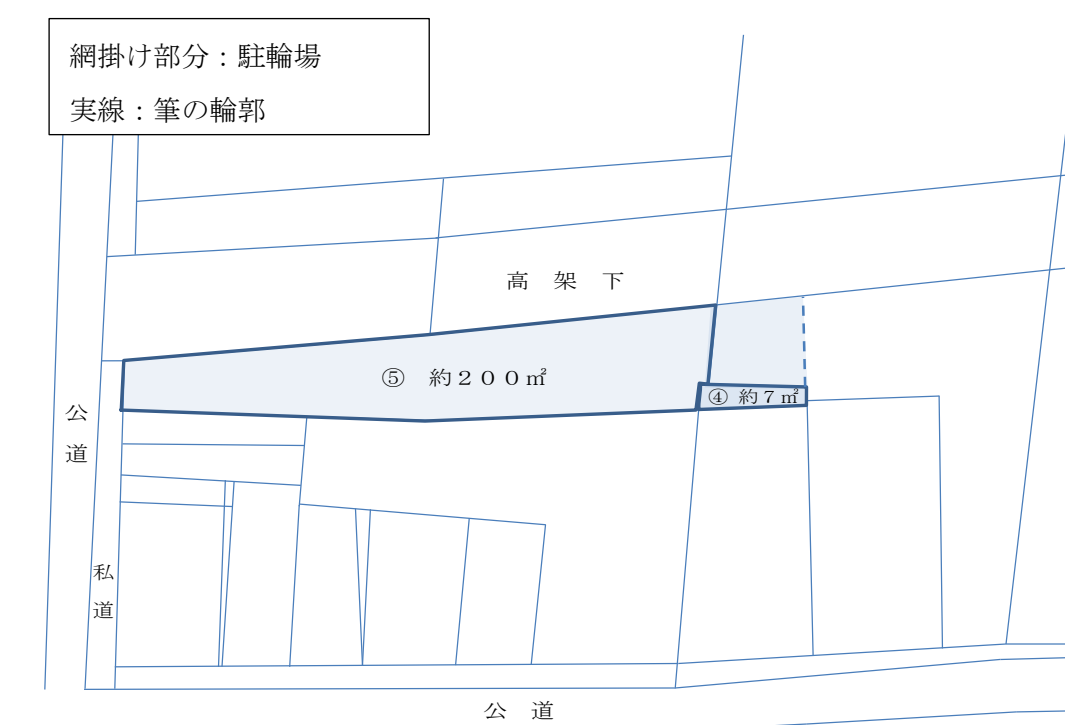 網掛け部分：駐輪場
実線：筆の輪郭
高　架　下
⑤　約２００㎡
④ 約７㎡
公道
私道
公　道